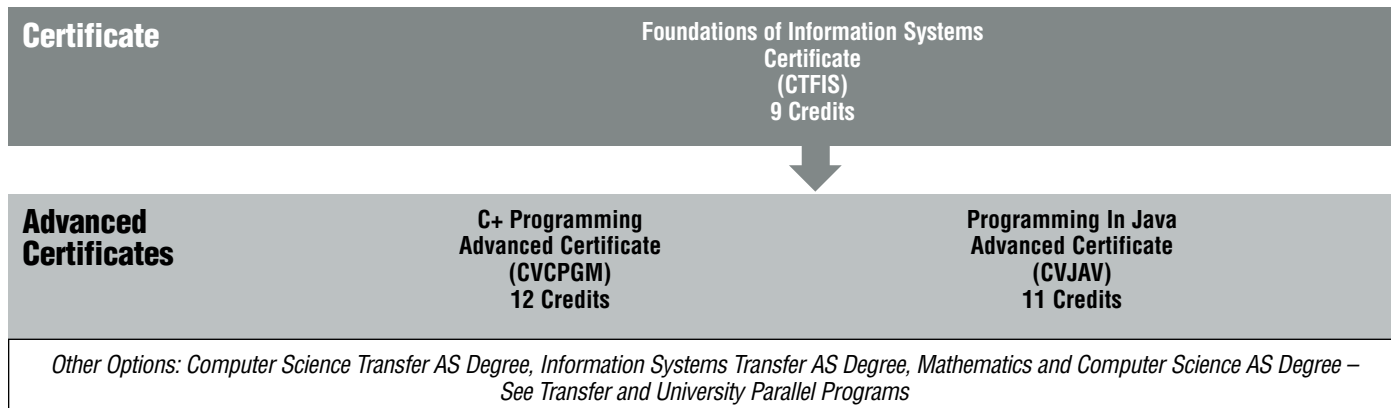 Certificate
Foundations of Information Systems
Certificate
(CTFIS)
9 Credits
Advanced
Certificates
C+ Programming
Advanced Certificate
(CVCPGM)
12 Credits
Programming In Java
Advanced Certificate
(CVJAV)
11 Credits
Other Options: Computer Science Transfer AS Degree, Information Systems Transfer AS Degree, Mathematics and Computer Science AS Degree –
See Transfer and University Parallel Programs